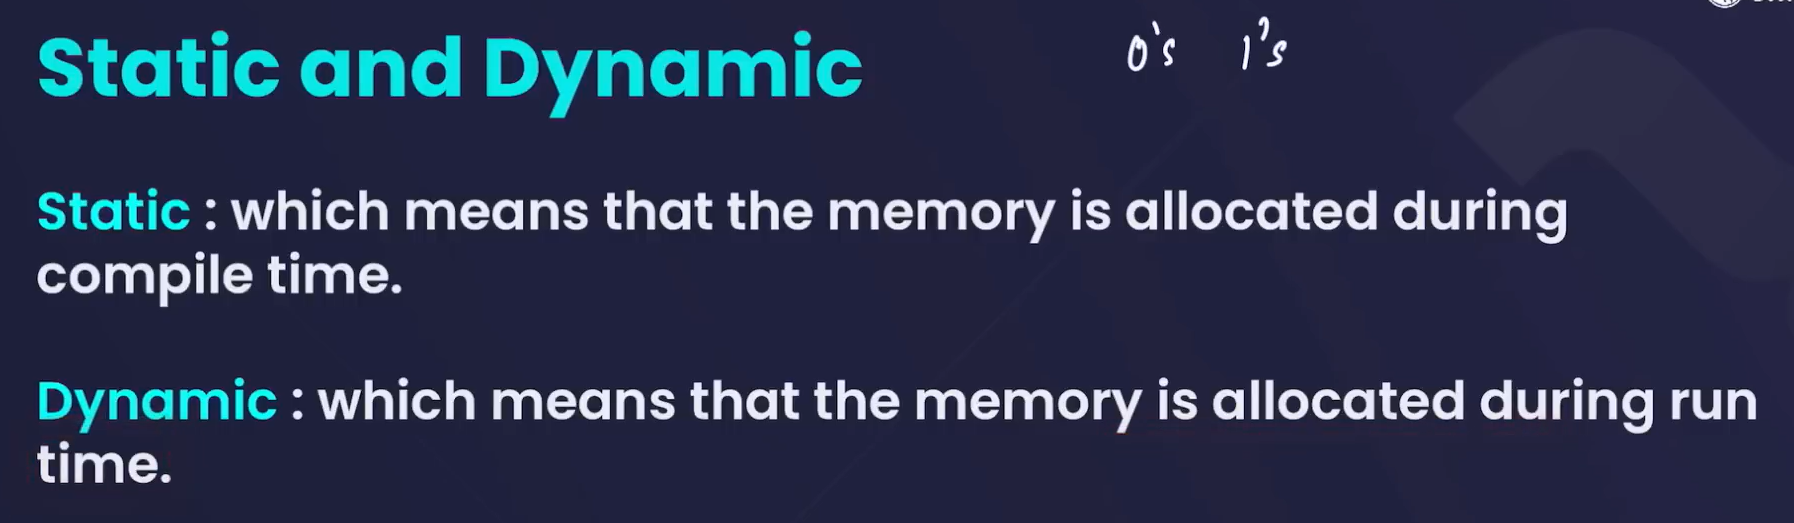 Static and Dynamic
0's 1's
Static : which means that the memory is allocated during
compile time.
Dynamic : which means that the memory is allocated during run
time.